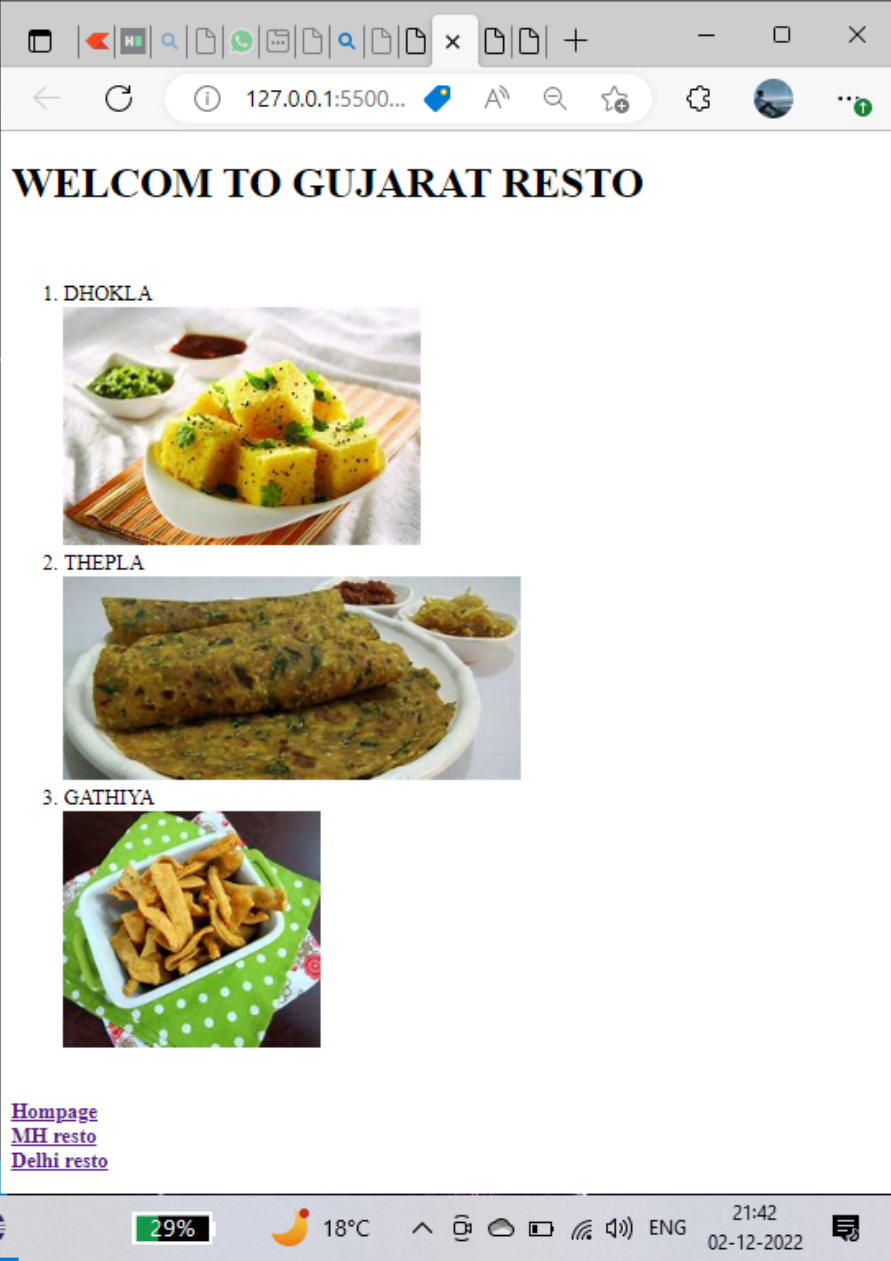 127.0.0.1:5500...
WELCOM TO GUJARAT RESTO
1. DHOKLA
2. THEPLA
3. GATHIYA
Hompage
MH resto
Delhi resto
29% 18°C ENG 21:42
02-12-2022